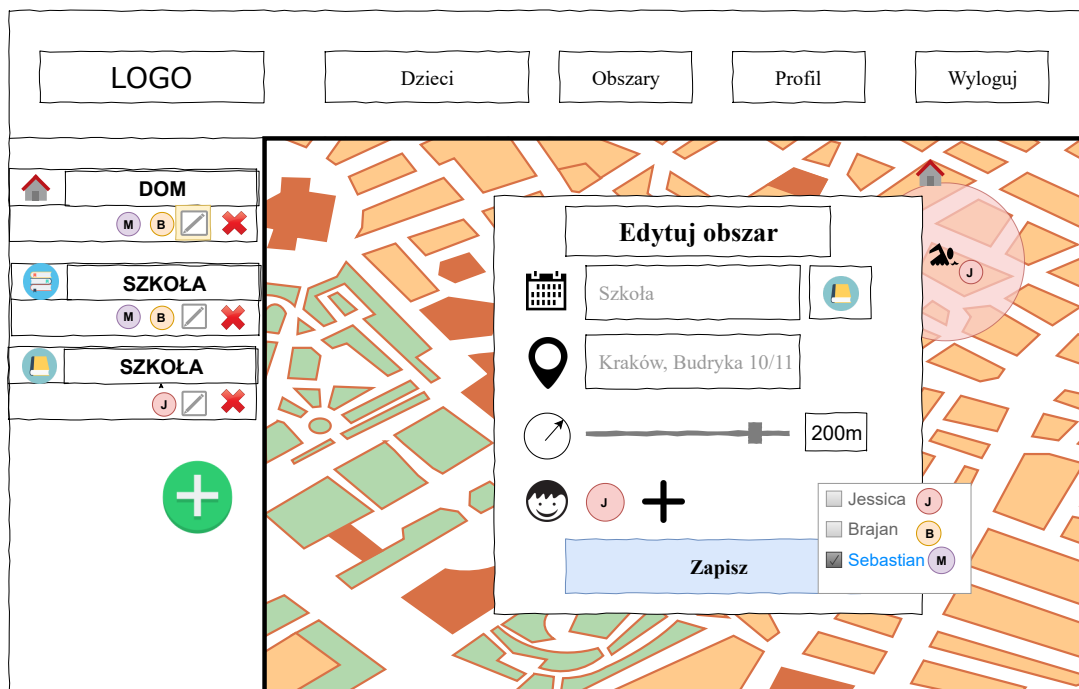 LOGO
Dzieci
Obszary
Profil
Wyloguj
DOM
M B
SZKOŁA
M B
SZKOŁA
J
Edytuj obszar
Szkoła
Kraków, Budryka 10/11
200m
J
Jessica J
Brajan B
Sebastian M
Zapisz
J